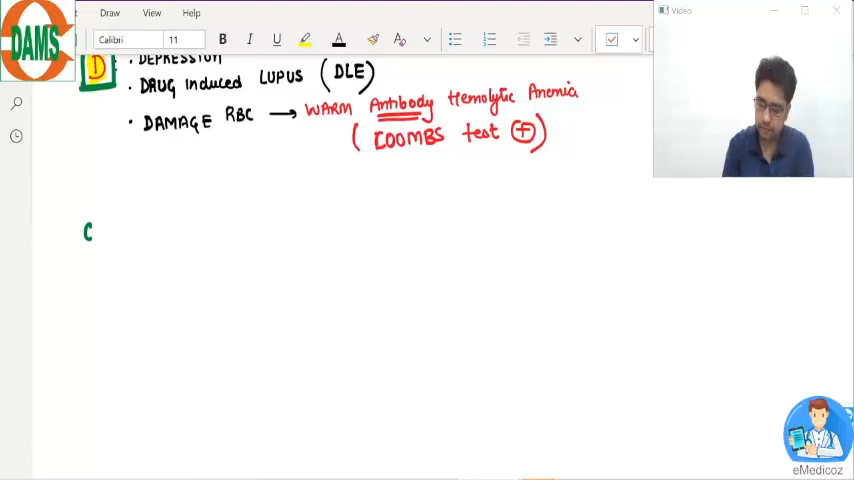 Draw View Help
Video
DAMS
Calibri 11 B I U A
D
• DEPRESSION
• DRUG Induced LUPUS (DLE)
• DAMAGE RBC → WARM Antibody Hemolytic Anemia
(COOMBS test +)
C
eMedicoz